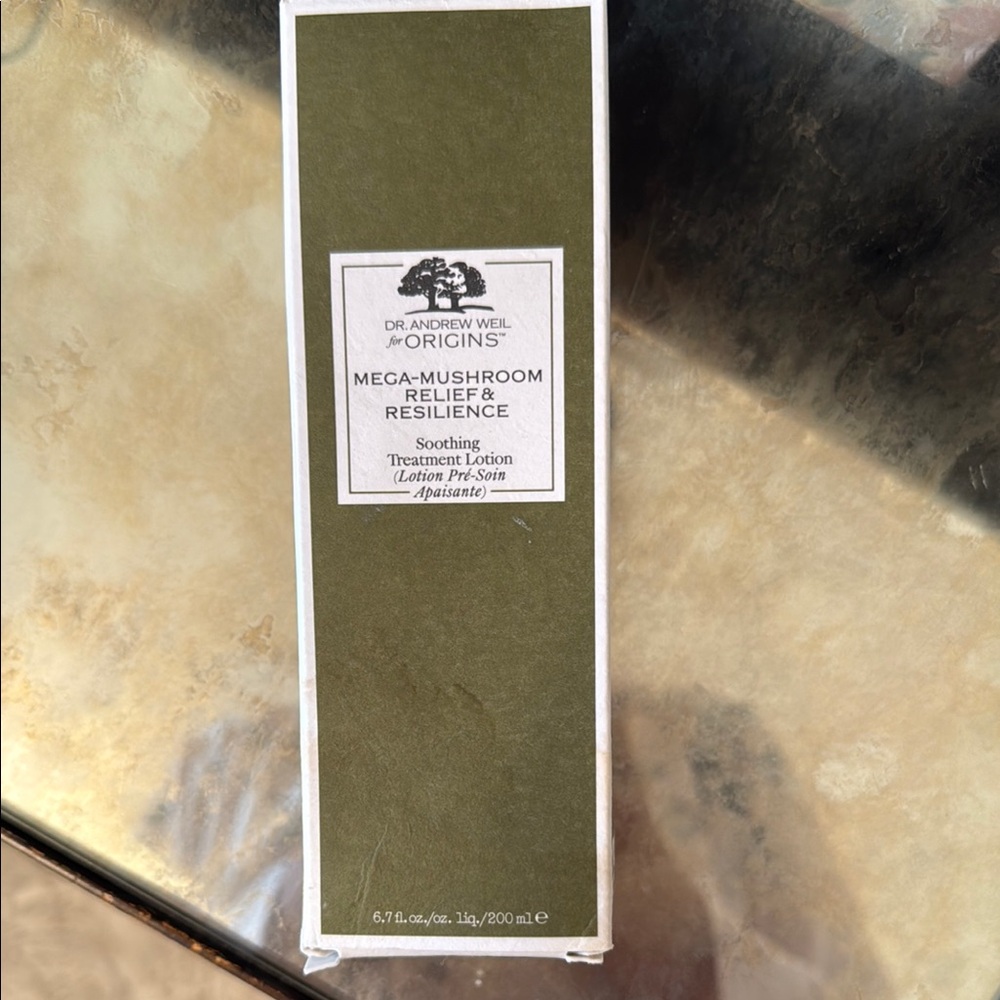 DR. ANDREW WEIL
for ORIGINS™
MEGA-MUSHROOM
RELIEF &
RESILIENCE
Soothing
Treatment Lotion
(Lotion Pré-Soin
Apaisante)
6.7 fl. oz./oz. liq./200 ml ℮